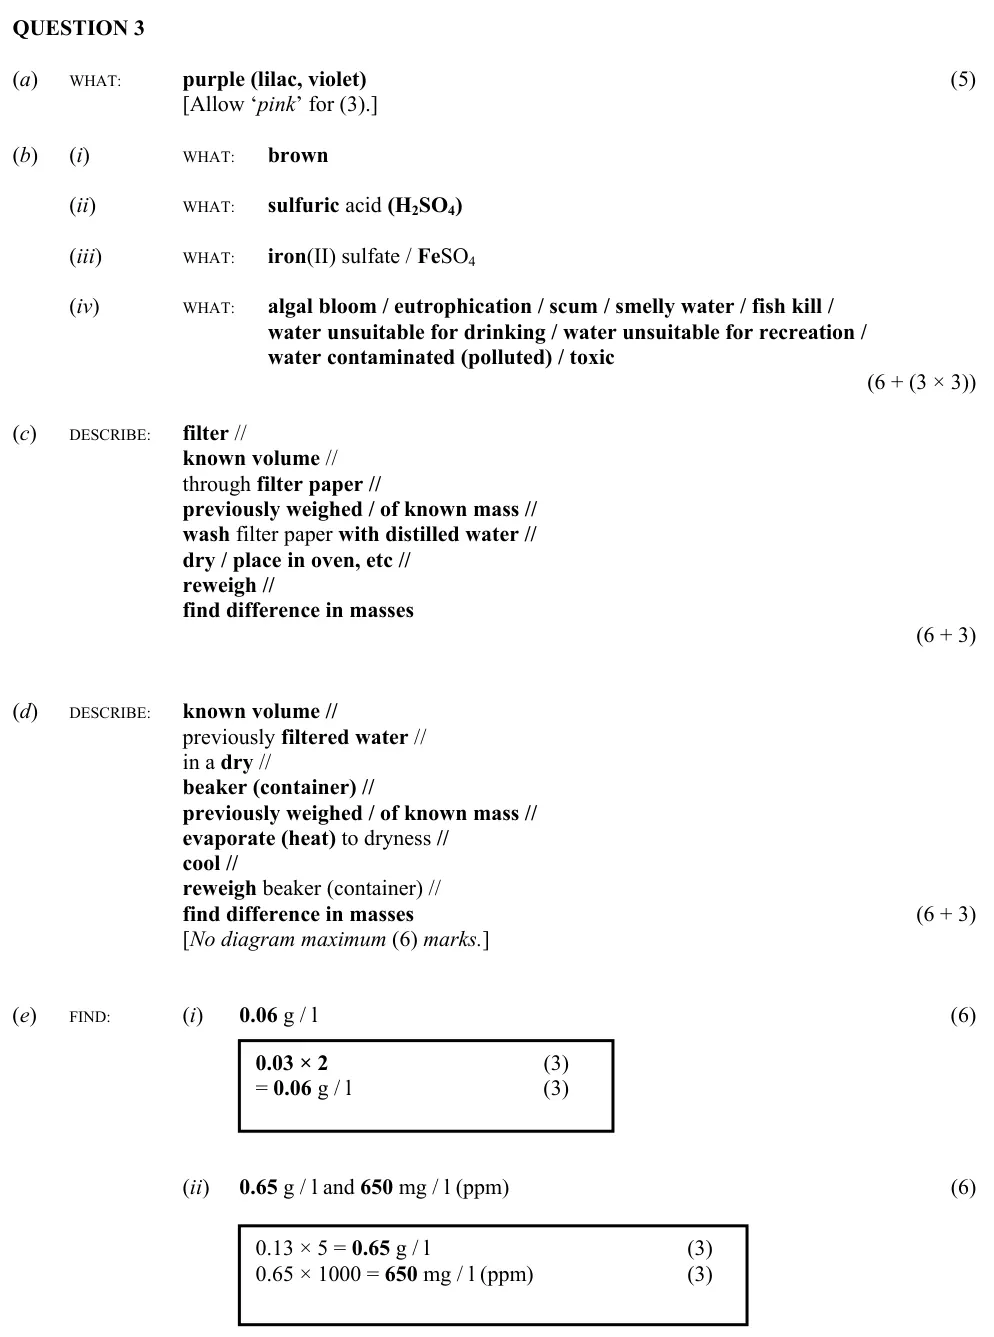 QUESTION 3
(a) WHAT: purple (lilac, violet) (5)
[Allow ‘pink’ for (3).]
(b) (i) WHAT: brown
(ii) WHAT: sulfuric acid (H₂SO₄)
(iii) WHAT: iron(II) sulfate / FeSO₄
(iv) WHAT: algal bloom / eutrophication / scum / smelly water / fish kill /
water unsuitable for drinking / water unsuitable for recreation /
water contaminated (polluted) / toxic
(6 + (3 × 3))
(c) DESCRIBE: filter //
known volume //
through filter paper //
previously weighed / of known mass //
wash filter paper with distilled water //
dry / place in oven, etc //
reweigh //
find difference in masses
(6 + 3)
(d) DESCRIBE: known volume //
previously filtered water //
in a dry //
beaker (container) //
previously weighed / of known mass //
evaporate (heat) to dryness //
cool //
reweigh beaker (container) //
find difference in masses (6 + 3)
[No diagram maximum (6) marks.]
(e) FIND: (i) 0.06 g / l (6)
0.03 × 2 (3)
= 0.06 g / l (3)
(ii) 0.65 g / l and 650 mg / l (ppm) (6)
0.13 × 5 = 0.65 g / l (3)
0.65 × 1000 = 650 mg / l (ppm) (3)